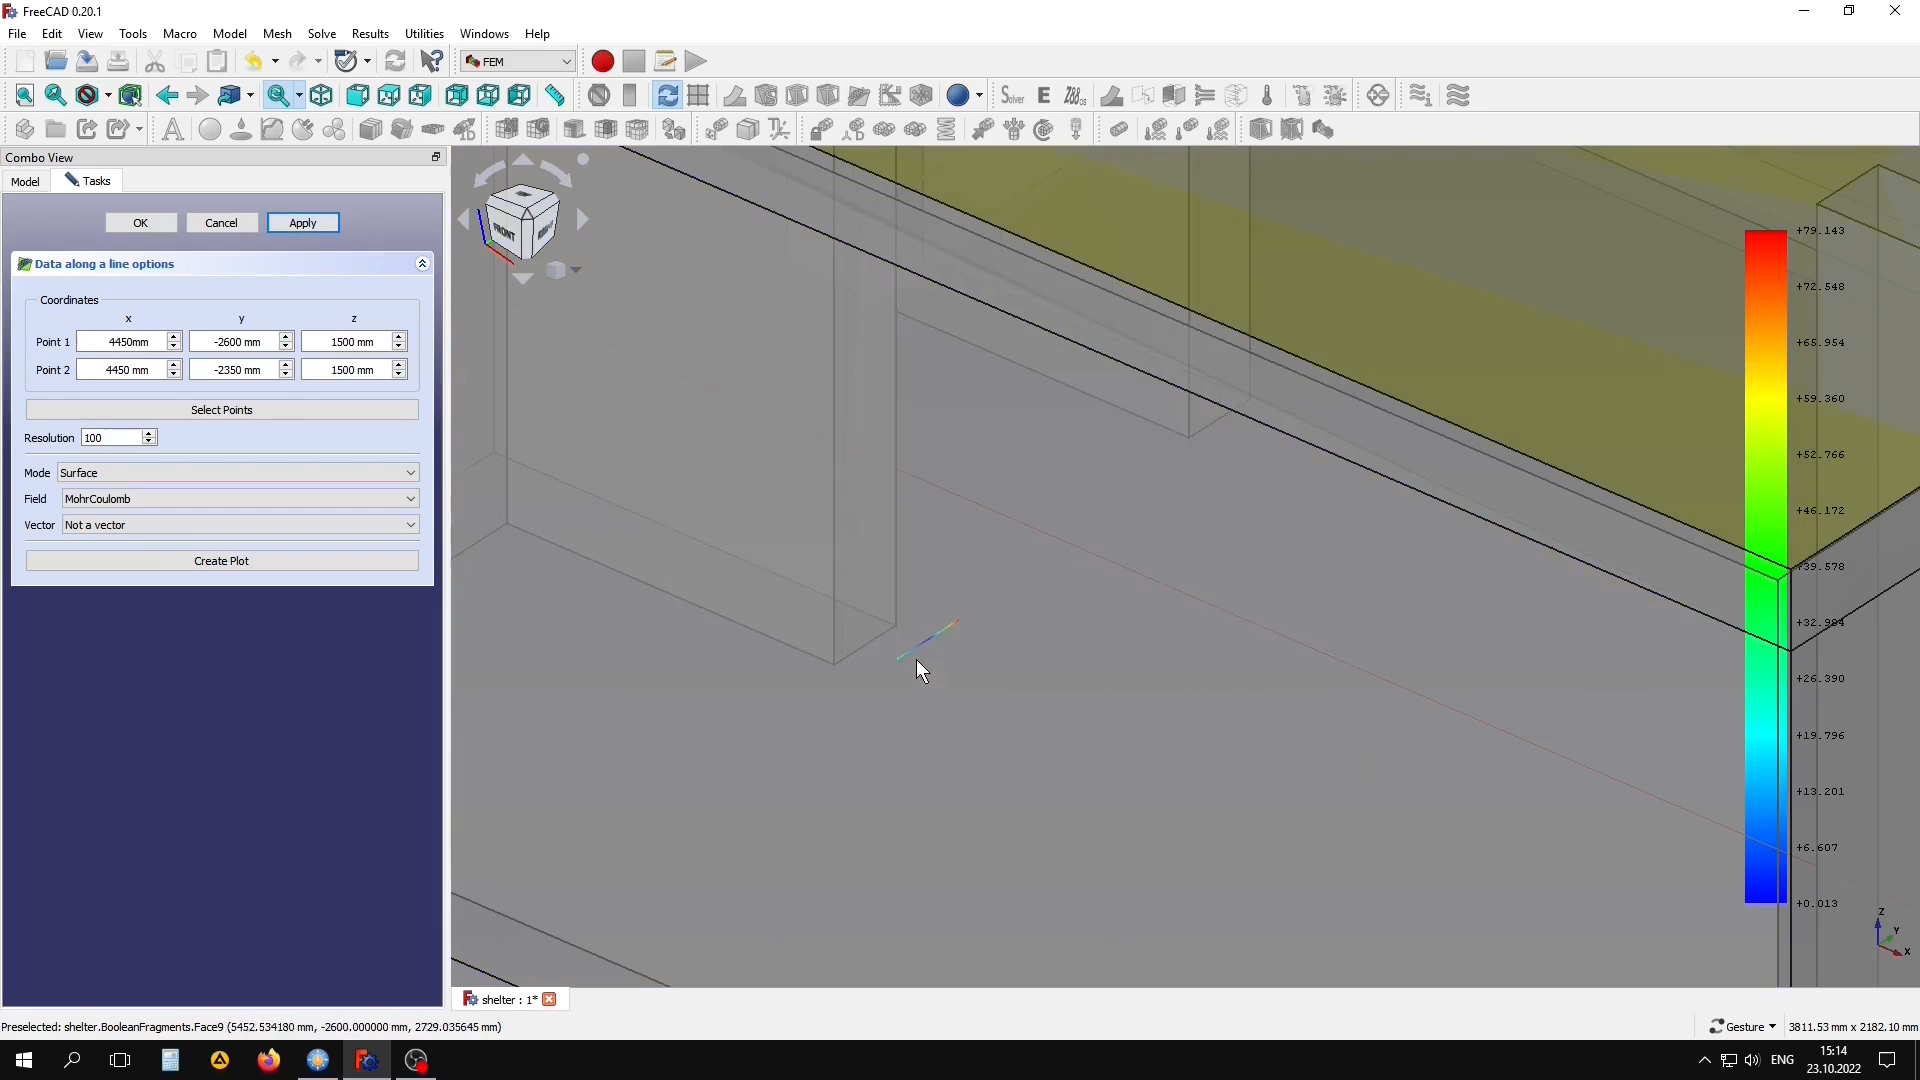 FreeCAD 0.20.1
File Edit View Tools Macro Model Mesh Solve Results Utilities Windows Help
FEM
Solver E Z88os
Combo View
Model Tasks
OK Cancel Apply
Data along a line options
Coordinates
x y z
Point 1 4450mm -2600 mm 1500 mm
Point 2 4450 mm -2350 mm 1500 mm
Select Points
Resolution 100
Mode Surface
Field MohrCoulomb
Vector Not a vector
Create Plot
FRONT
+79.143
+72.548
+65.954
+59.360
+52.766
+46.172
+39.578
+32.984
+26.390
+19.796
+13.201
+6.607
+0.013
Z
Y
X
shelter : 1*
Preselected: shelter.BooleanFragments.Face9 (5452.534180 mm, -2600.000000 mm, 2729.035645 mm)
Gesture 3811.53 mm x 2182.10 mm
ENG
15:14
23.10.2022